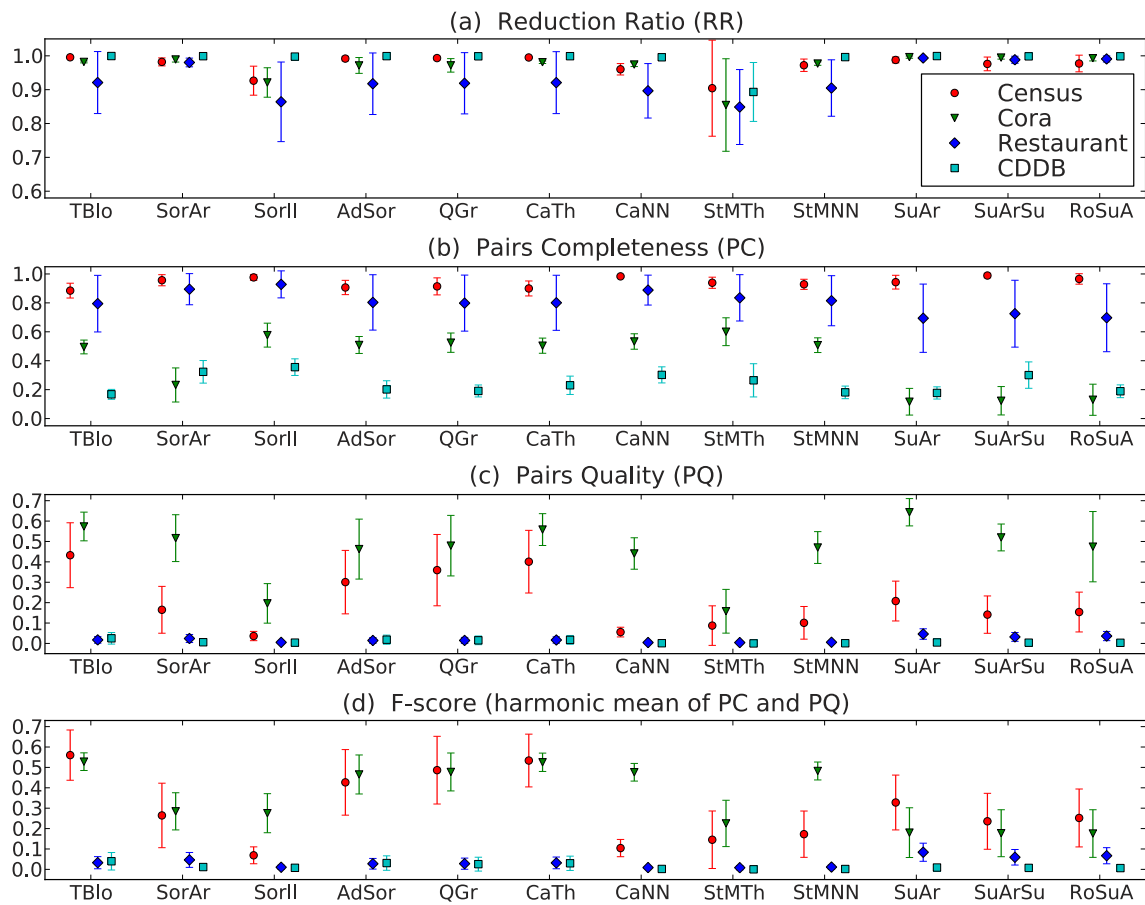 (a)  Reduction Ratio (RR)
1.0
0.9
0.8
0.7
0.6
Census
Cora
Restaurant
CDDB
TBlo SorAr SorII AdSor QGr CaTh CaNN StMTh StMNN SuAr SuArSu RoSuA
(b)  Pairs Completeness (PC)
1.0
0.8
0.6
0.4
0.2
0.0
TBlo SorAr SorII AdSor QGr CaTh CaNN StMTh StMNN SuAr SuArSu RoSuA
(c)  Pairs Quality (PQ)
0.7
0.6
0.5
0.4
0.3
0.2
0.1
0.0
TBlo SorAr SorII AdSor QGr CaTh CaNN StMTh StMNN SuAr SuArSu RoSuA
(d)  F-score (harmonic mean of PC and PQ)
0.7
0.6
0.5
0.4
0.3
0.2
0.1
0.0
TBlo SorAr SorII AdSor QGr CaTh CaNN StMTh StMNN SuAr SuArSu RoSuA